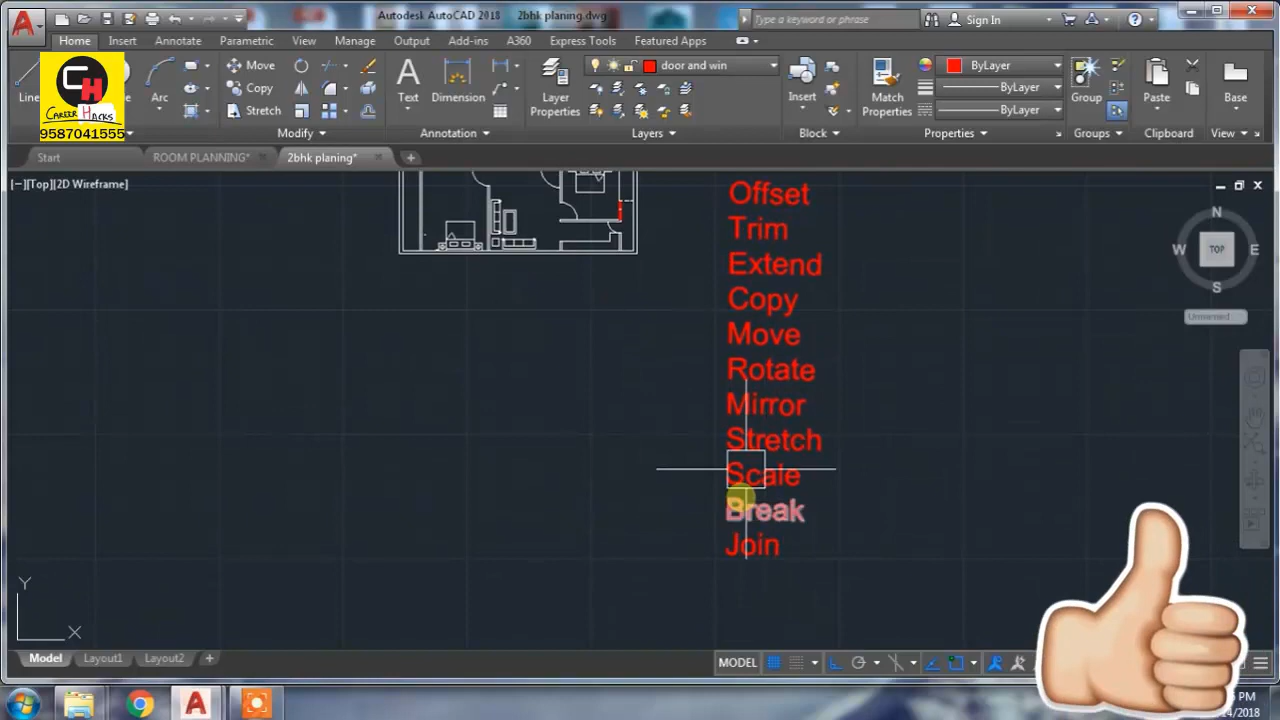 Autodesk AutoCAD 2018 2bhk planing.dwg
Type a keyword or phrase
Sign In
Home Insert Annotate Parametric View Manage Output Add-ins A360 Express Tools Featured Apps
Line
Arc
Move
Copy
Stretch
Text
Dimension
Layer
Properties
door and win
Insert
Match
Properties
ByLayer
ByLayer
ByLayer
Group
Paste
Base
Modify Annotation Layers Block Properties Groups Clipboard View
CH
CAREER HACKS
9587041555
Start ROOM PLANNING* 2bhk planing*
[−][Top][2D Wireframe]
Offset
Trim
Extend
Copy
Move
Rotate
Mirror
Stretch
Scale
Break
Join
N
W TOP E
S
Unnamed
Y
X
Model Layout1 Layout2
MODEL